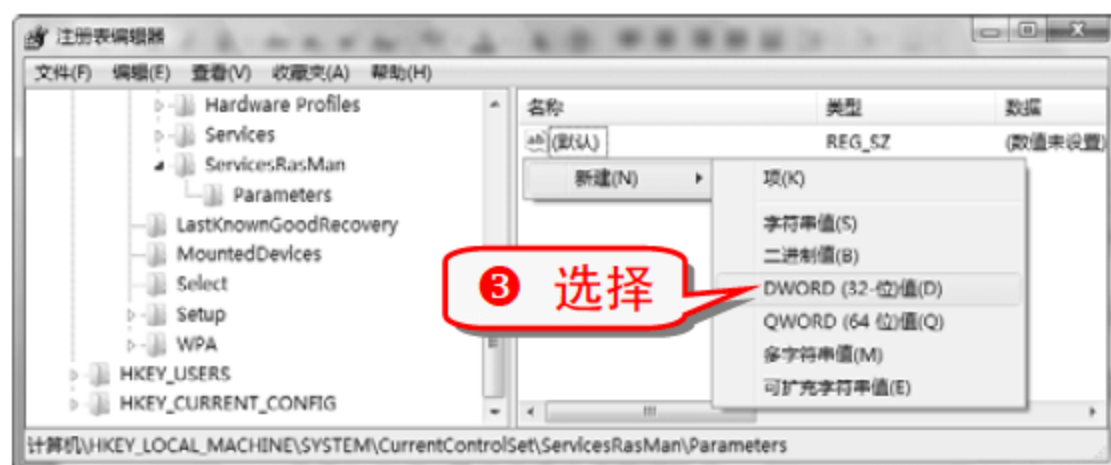 注册表编辑器
文件(F) 编辑(E) 查看(V) 收藏夹(A) 帮助(H)
Hardware Profiles
Services
ServicesRasMan
Parameters
LastKnownGoodRecovery
MountedDevices
Select
Setup
WPA
HKEY_USERS
HKEY_CURRENT_CONFIG
名称 类型 数据
ab (默认) REG_SZ (数值未设置)
新建(N)
项(K)
字符串值(S)
二进制值(B)
DWORD (32-位)值(D)
QWORD (64 位)值(Q)
多字符串值(M)
可扩充字符串值(E)
❸ 选择
计算机\HKEY_LOCAL_MACHINE\SYSTEM\CurrentControlSet\ServicesRasMan\Parameters